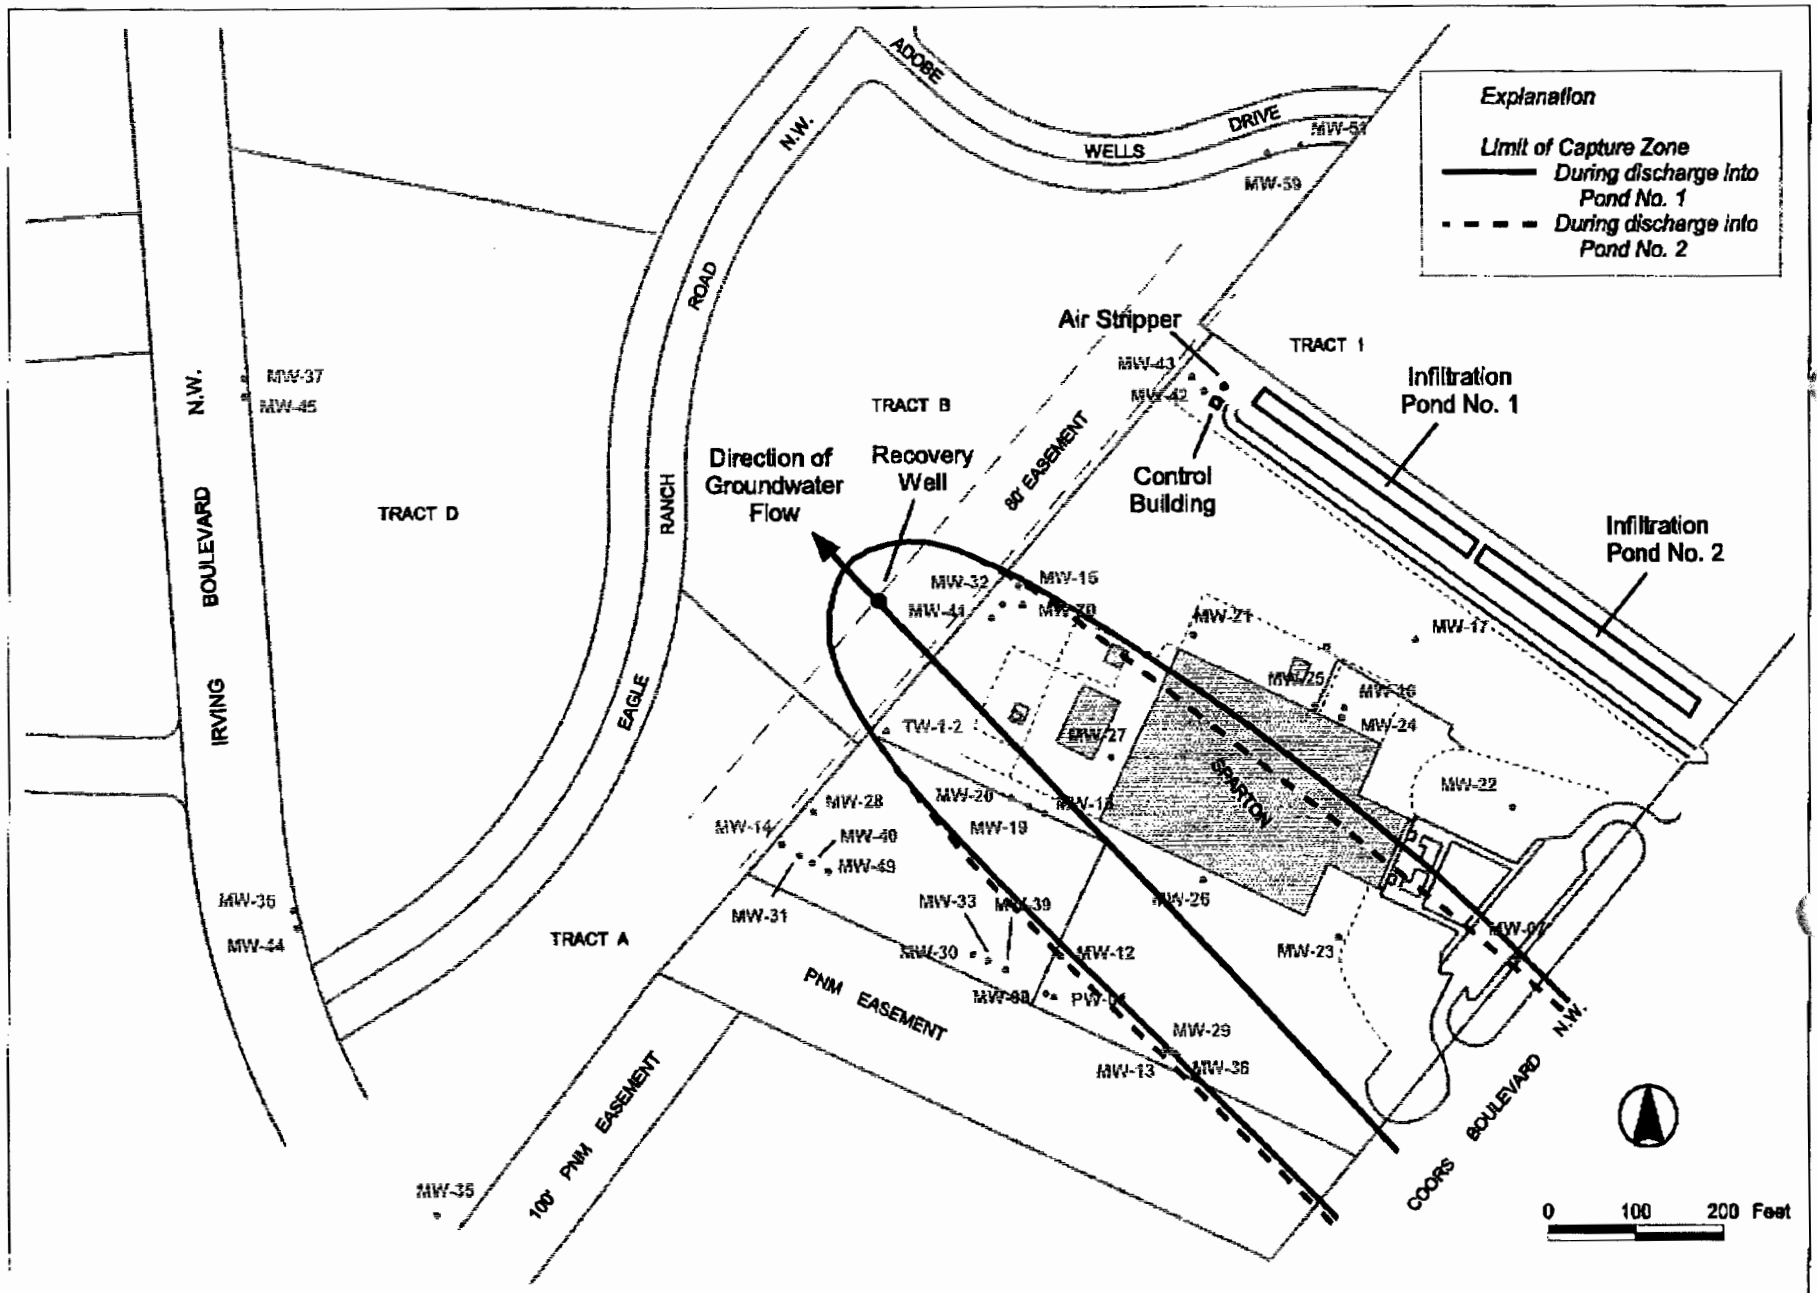 ADOBE
WELLS
DRIVE
MW-51
MW-59
N.W.
ROAD
RANCH
EAGLE
Explanation
Limit of Capture Zone
During discharge into
Pond No. 1
During discharge into
Pond No. 2
Air Stripper
TRACT 1
MW-43
MW-42
Infiltration
Pond No. 1
Control
Building
Infiltration
Pond No. 2
N.W.
BOULEVARD
IRVING
MW-37
MW-45
TRACT B
80' EASEMENT
TRACT D
Direction of
Groundwater
Flow
Recovery
Well
MW-32
MW-15
MW-41
MW-21
MW-17
MW-25
MW-16
MW-24
TW-1-2
MW-27
SPARTON
MW-22
MW-28
MW-20
MW-18
MW-14
MW-40
MW-19
MW-49
MW-31
MW-33
MW-39
MW-26
MW-07
MW-44
TRACT A
MW-30
MW-12
MW-23
PNM EASEMENT
MW-29
MW-13
MW-36
N.W.
BOULEVARD
COORS
MW-35
100' PNM EASEMENT
0 100 200 Feet